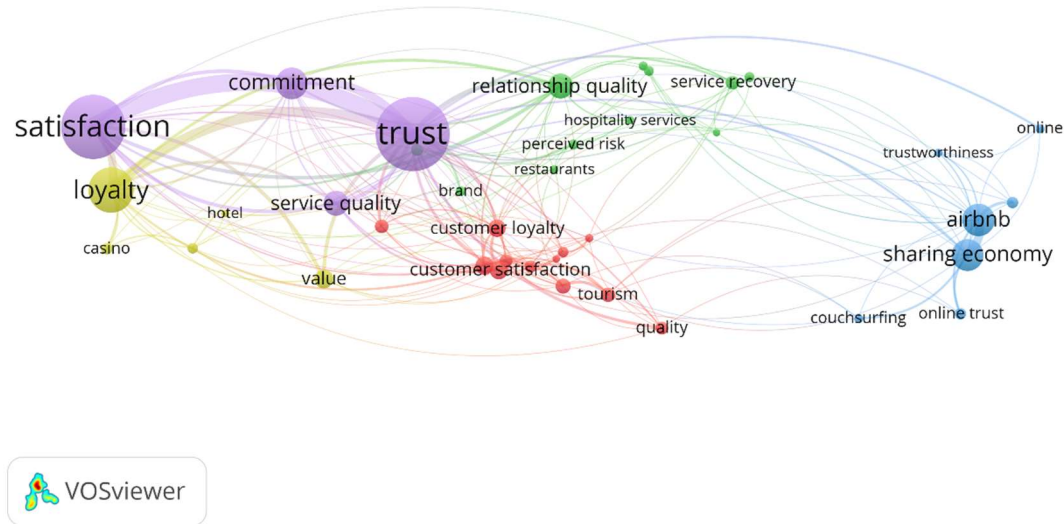 commitment
relationship quality
service recovery
satisfaction
trust
hospitality services
online
perceived risk
trustworthiness
restaurants
loyalty
brand
service quality
hotel
airbnb
customer loyalty
casino
sharing economy
customer satisfaction
value
tourism
couchsurfing
online trust
quality
VOSviewer